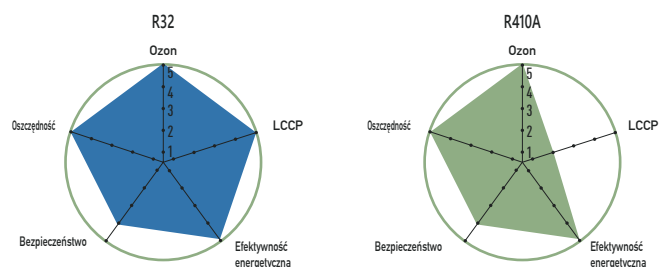 R32
Ozon
5
4
3
2
1
LCCP
Oszczędność
Bezpieczeństwo
Efektywność
energetyczna
R410A
Ozon
5
4
3
2
1
LCCP
Oszczędność
Bezpieczeństwo
Efektywność
energetyczna